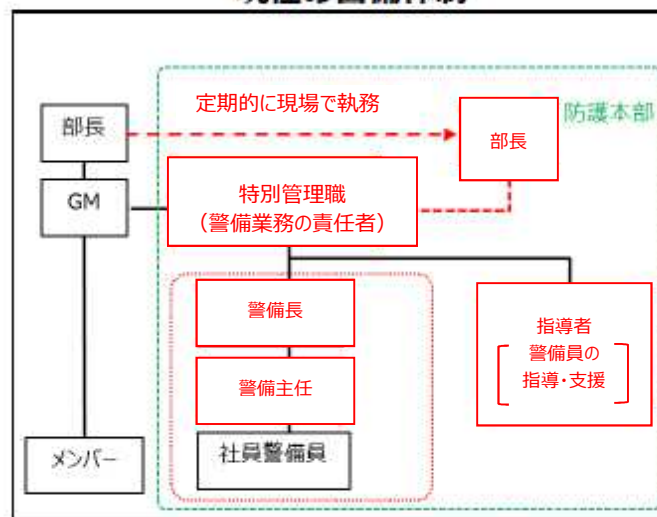 定期的に現場で執務
防護本部
部長
部長
GM
特別管理職
（警備業務の責任者）
警備長
指導者
警備員の
指導・支援
警備主任
メンバー
社員警備員